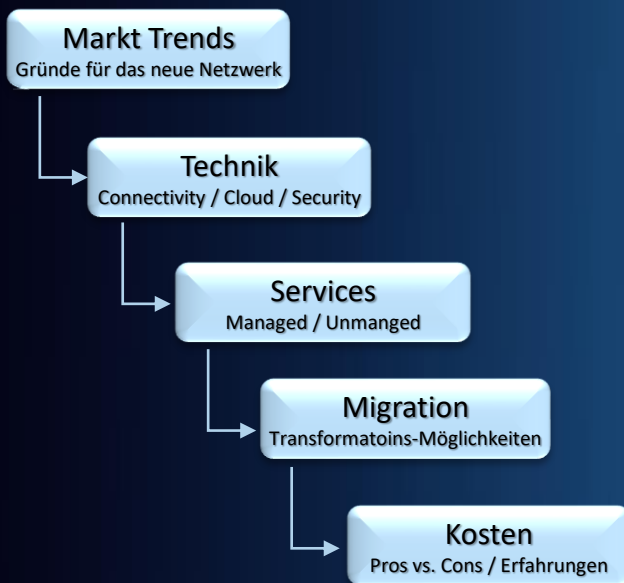 Markt Trends
Gründe für das neue Netzwerk
Technik
Connectivity / Cloud / Security
Services
Managed / Unmanged
Migration
Transformatoins-Möglichkeiten
Kosten
Pros vs. Cons / Erfahrungen